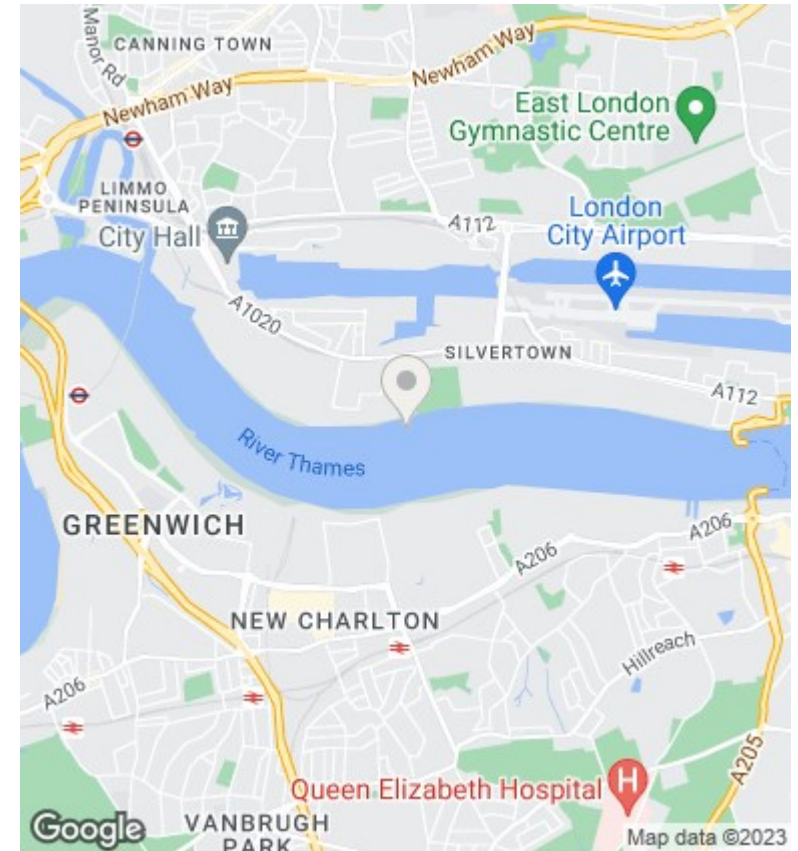 CANNING TOWN
Manor Rd
Newham Way
Newham Way
East London
Gymnastic Centre
LIMMO
PENINSULA
City Hall
A112
London
City Airport
A1020
SILVERTOWN
A112
River Thames
GREENWICH
A206
A206
NEW CHARLTON
Hillreach
A206
A205
Queen Elizabeth Hospital
H
VANBRUGH
PARK
Google
Map data ©2023